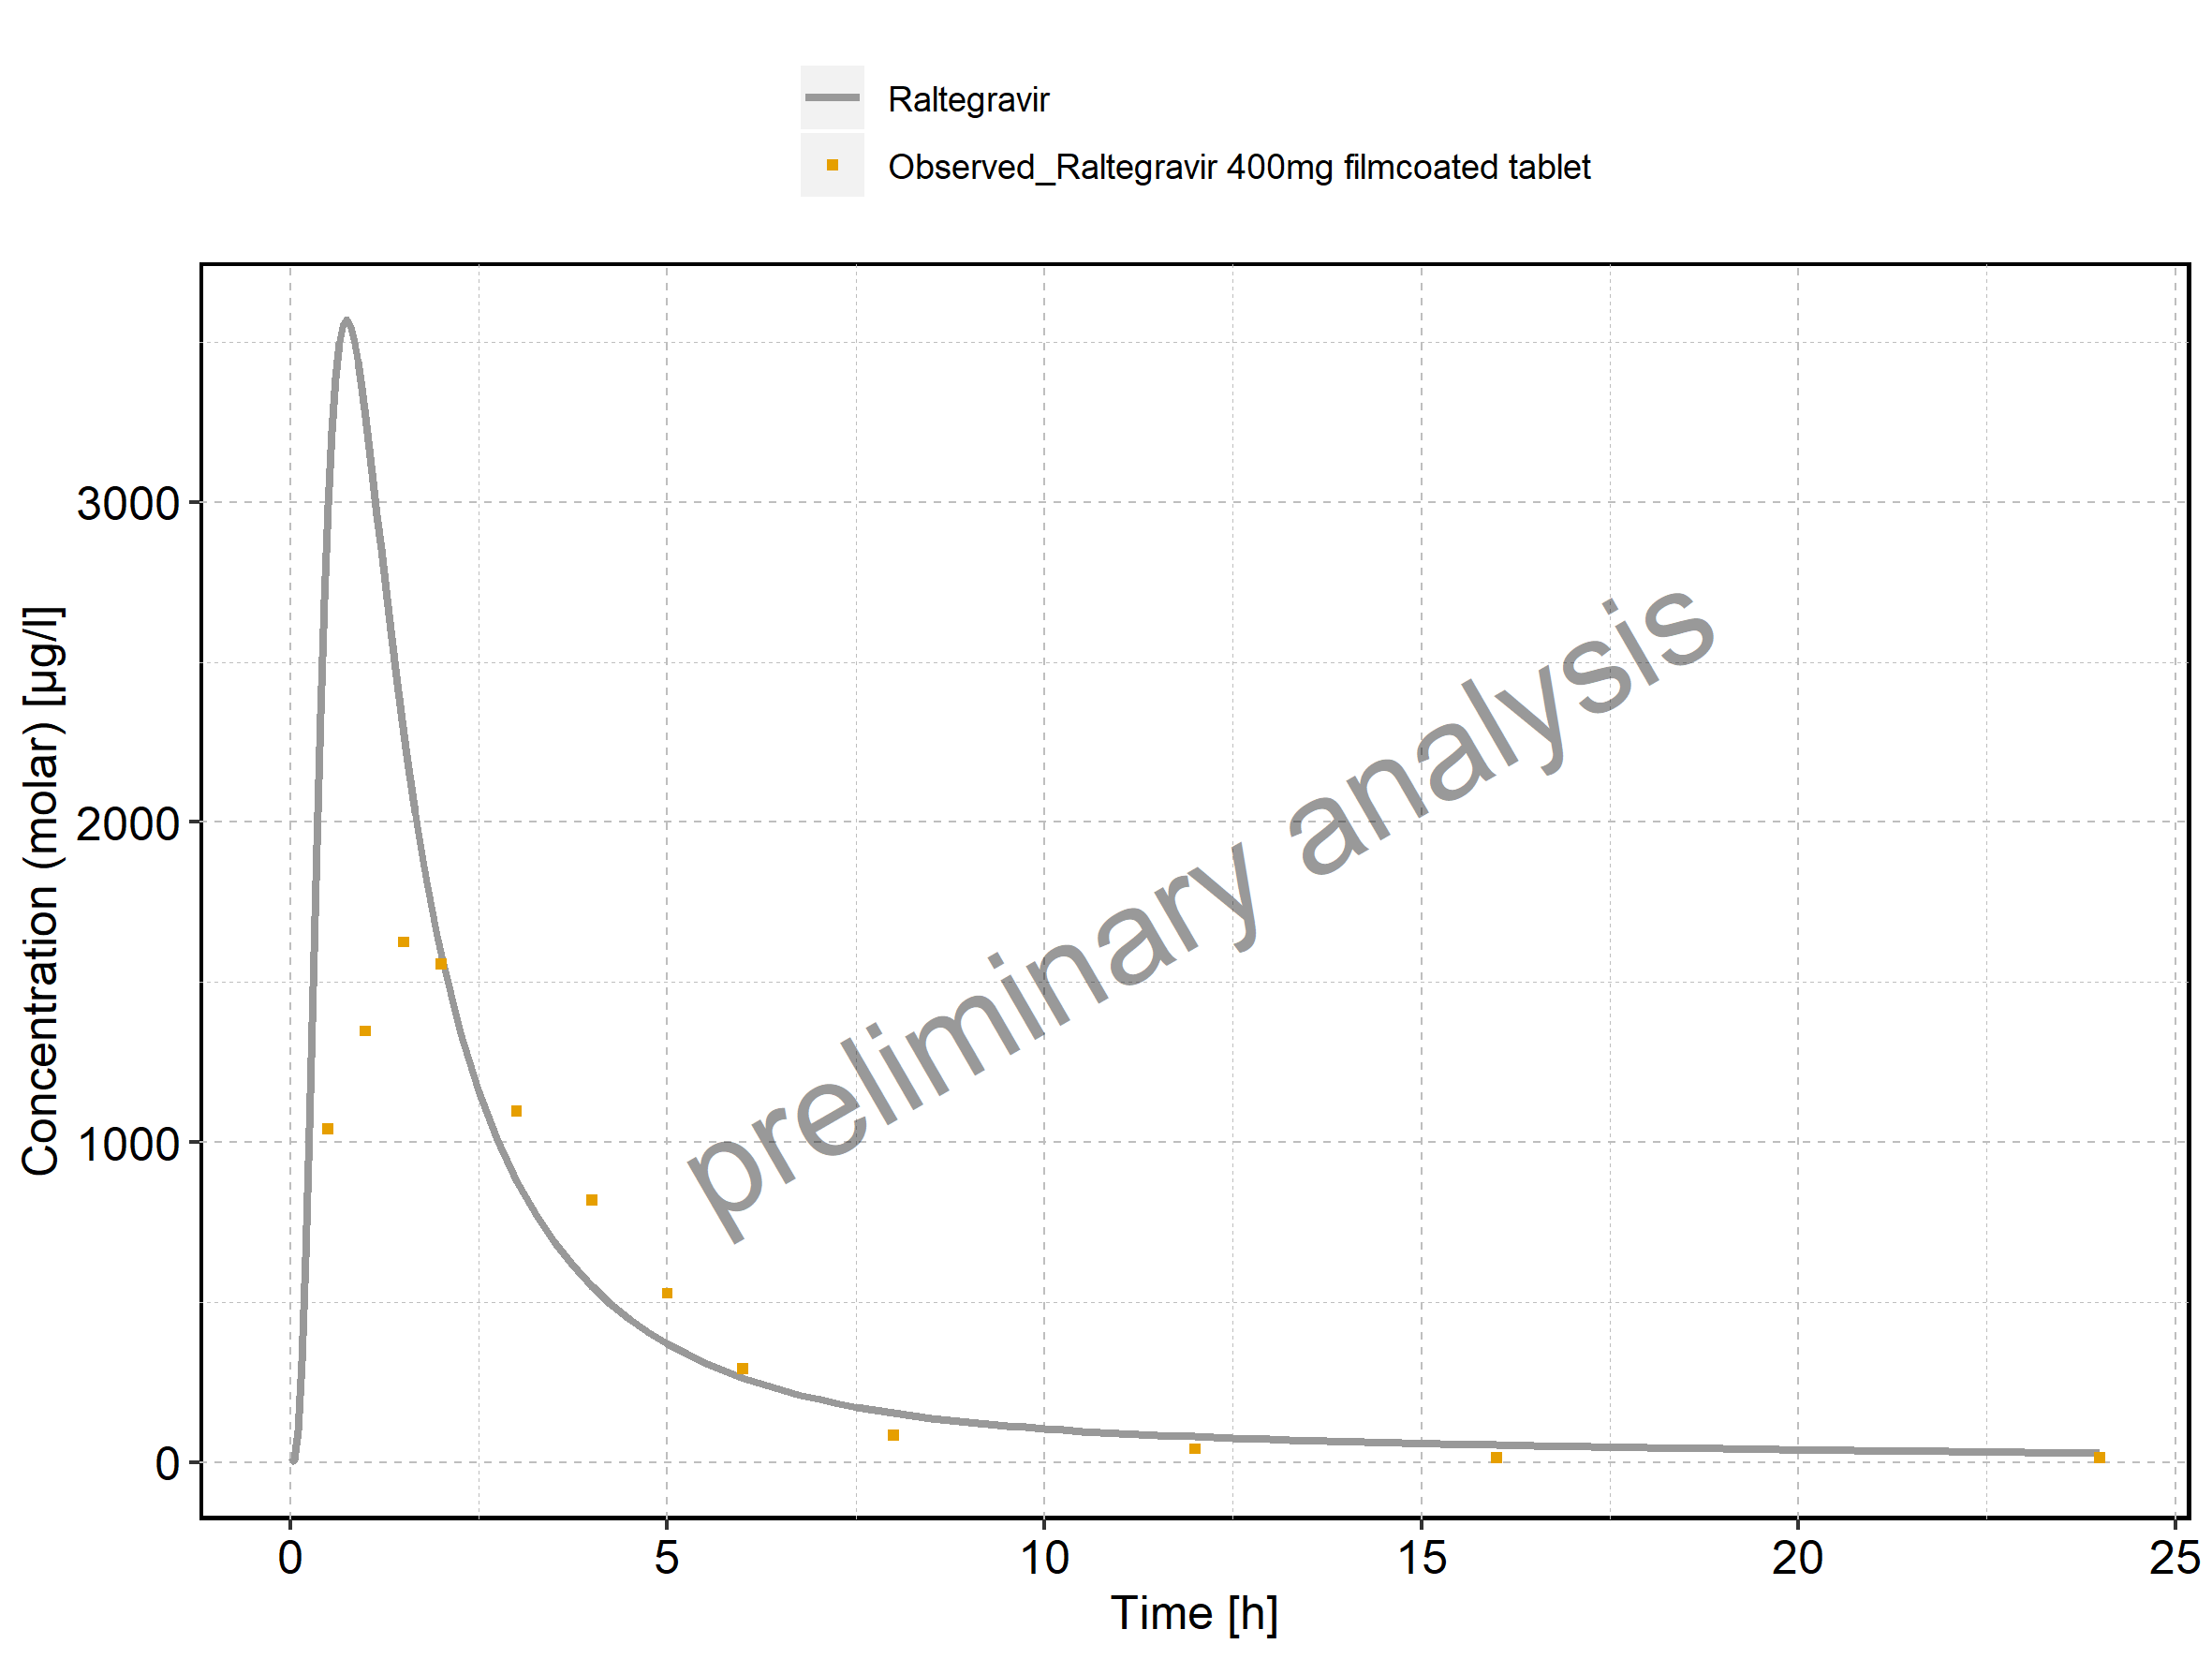 Raltegravir
Observed_Raltegravir 400mg filmcoated tablet
Concentration (molar) [µg/l]
3000
2000
1000
0
preliminary analysis
0 5 10 15 20 25
Time [h]